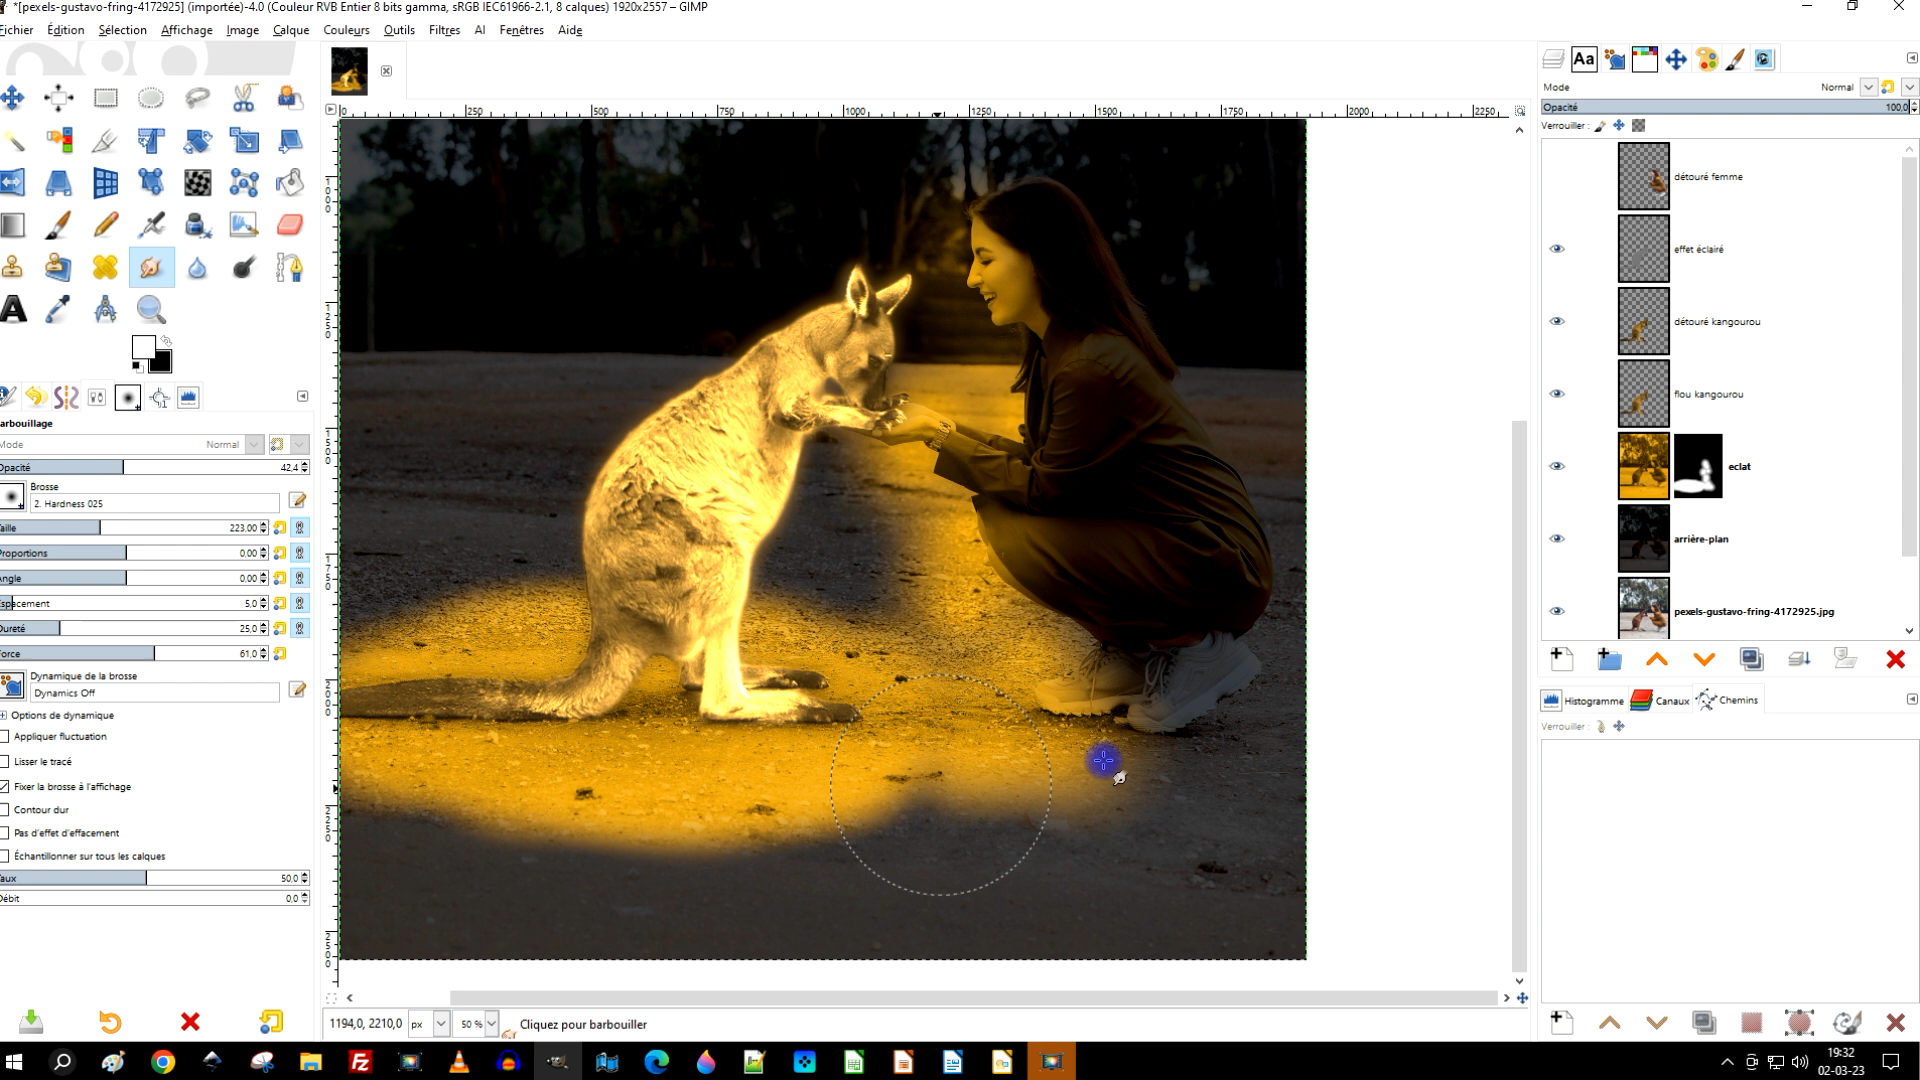 *[pexels-gustavo-fring-4172925] (importée)-4.0 (Couleur RVB Entier 8 bits gamma, sRGB IEC61966-2.1, 8 calques) 1920x2557 – GIMP
Fichier Édition Sélection Affichage Image Calque Couleurs Outils Filtres AI Fenêtres Aide
0 250 500 750 1000 1250 1500 1750 2000 2250
Aa
Mode Normal
Opacité 100,0
Verrouiller :
détouré femme
effet éclairé
détouré kangourou
flou kangourou
eclat
arrière-plan
pexels-gustavo-fring-4172925.jpg
arbouillage
Mode Normal
Opacité 42,4
Brosse
2. Hardness 025
Taille 223,00
Proportions 0,00
Angle 0,00
Espacement 5,0
Dureté 25,0
Force 61,0
Dynamique de la brosse
Dynamics Off
Options de dynamique
Appliquer fluctuation
Lisser le tracé
Fixer la brosse à l'affichage
Contour dur
Pas d'effet d'effacement
Échantillonner sur tous les calques
Taux 50,0
Débit 0,0
Histogramme Canaux Chemins
Verrouiller :
1194,0, 2210,0 px 50 % Cliquez pour barbouiller
19:32
02-03-23